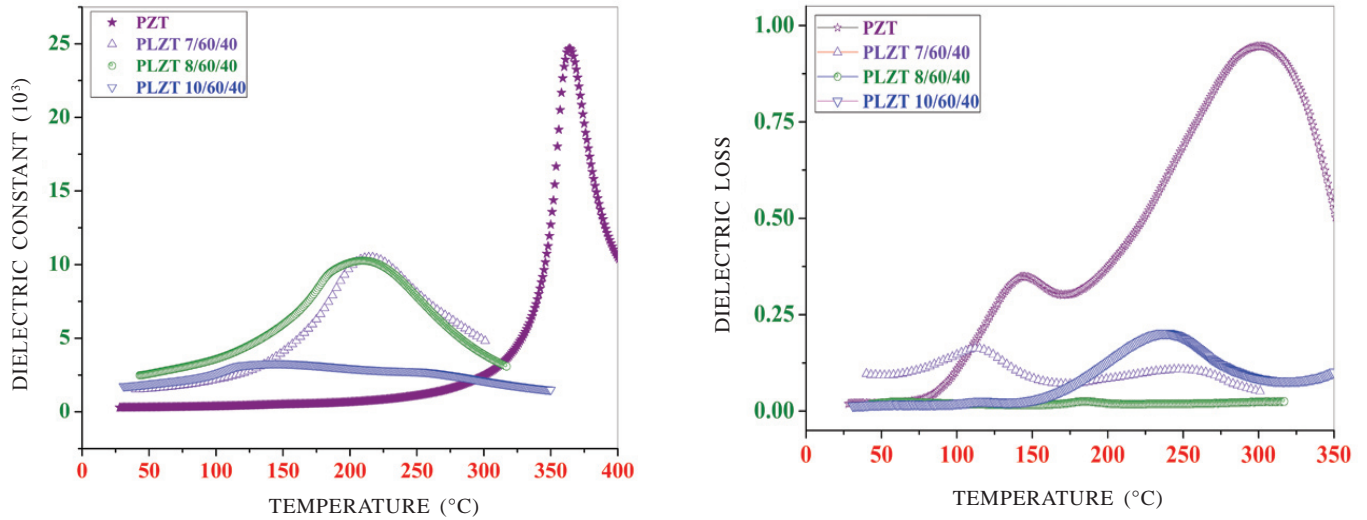 PZT
PLZT 7/60/40
PLZT 8/60/40
PLZT 10/60/40
DIELECTRIC CONSTANT (10³)
25
20
15
10
5
0
0 50 100 150 200 250 300 350 400
TEMPERATURE (°C)
PZT
PLZT 7/60/40
PLZT 8/60/40
PLZT 10/60/40
DIELECTRIC LOSS
1.00
0.75
0.50
0.25
0.00
0 50 100 150 200 250 300 350
TEMPERATURE (°C)